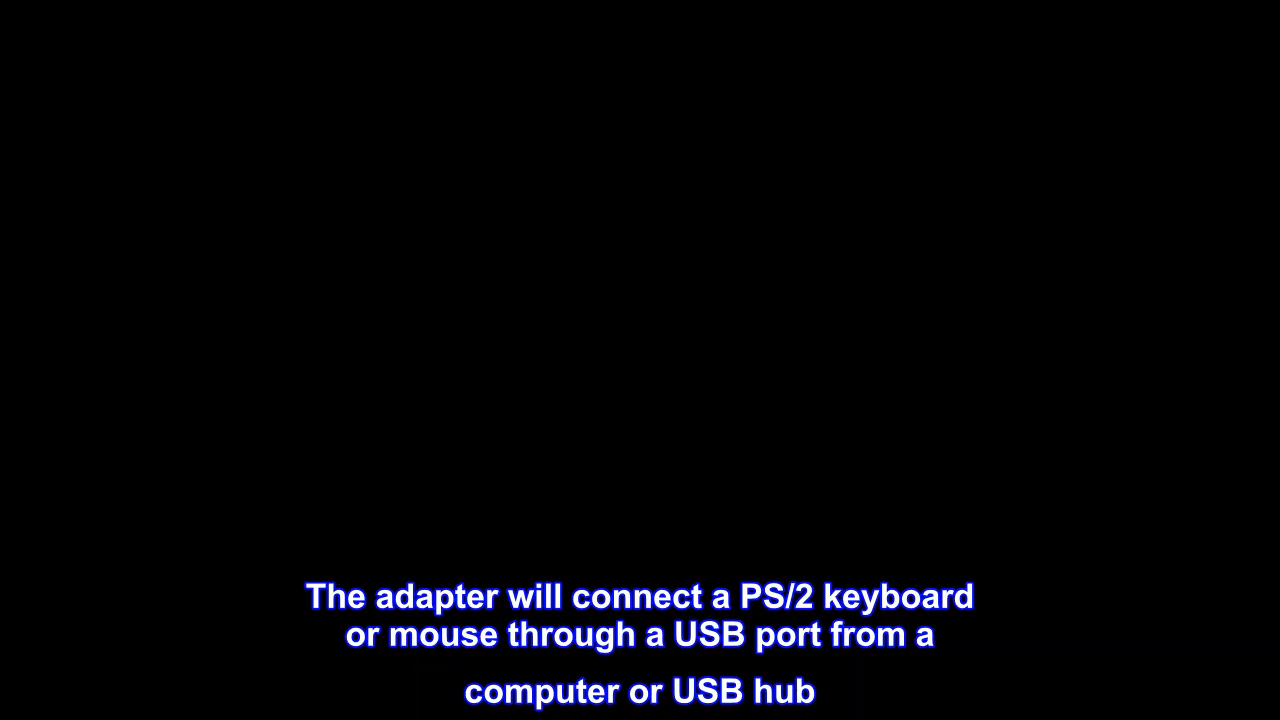 The adapter will connect a PS/2 keyboard
or mouse through a USB port from a
computer or USB hub